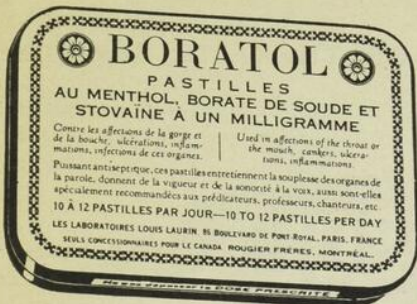 BORATOL
PASTILLES
AU MENTHOL, BORATE DE SOUDE ET
STOVAÏNE À UN MILLIGRAMME
Contre les affections de la gorge et
de la bouche, ulcérations, inflam-
mations, infections de ces organes.
Used in affections of the throat or
the mouth, cankers, ulcera-
tions, inflammations.
Puissant antiseptique, ces pastilles entretiennent la souplesse des organes de
la parole, donnent de la vigueur et de la sonorité à la voix, aussi sont-elles
spécialement recommandées aux prédicateurs, professeurs, chanteurs, etc.
10 À 12 PASTILLES PAR JOUR—10 TO 12 PASTILLES PER DAY
LES LABORATOIRES LOUIS LAURIN 96 BOULEVARD DE PORT ROYAL, PARIS, FRANCE
SEULS CONCESSIONNAIRES POUR LE CANADA ROUGIER FRÈRES, MONTRÉAL.
DOSE PRESCRITE